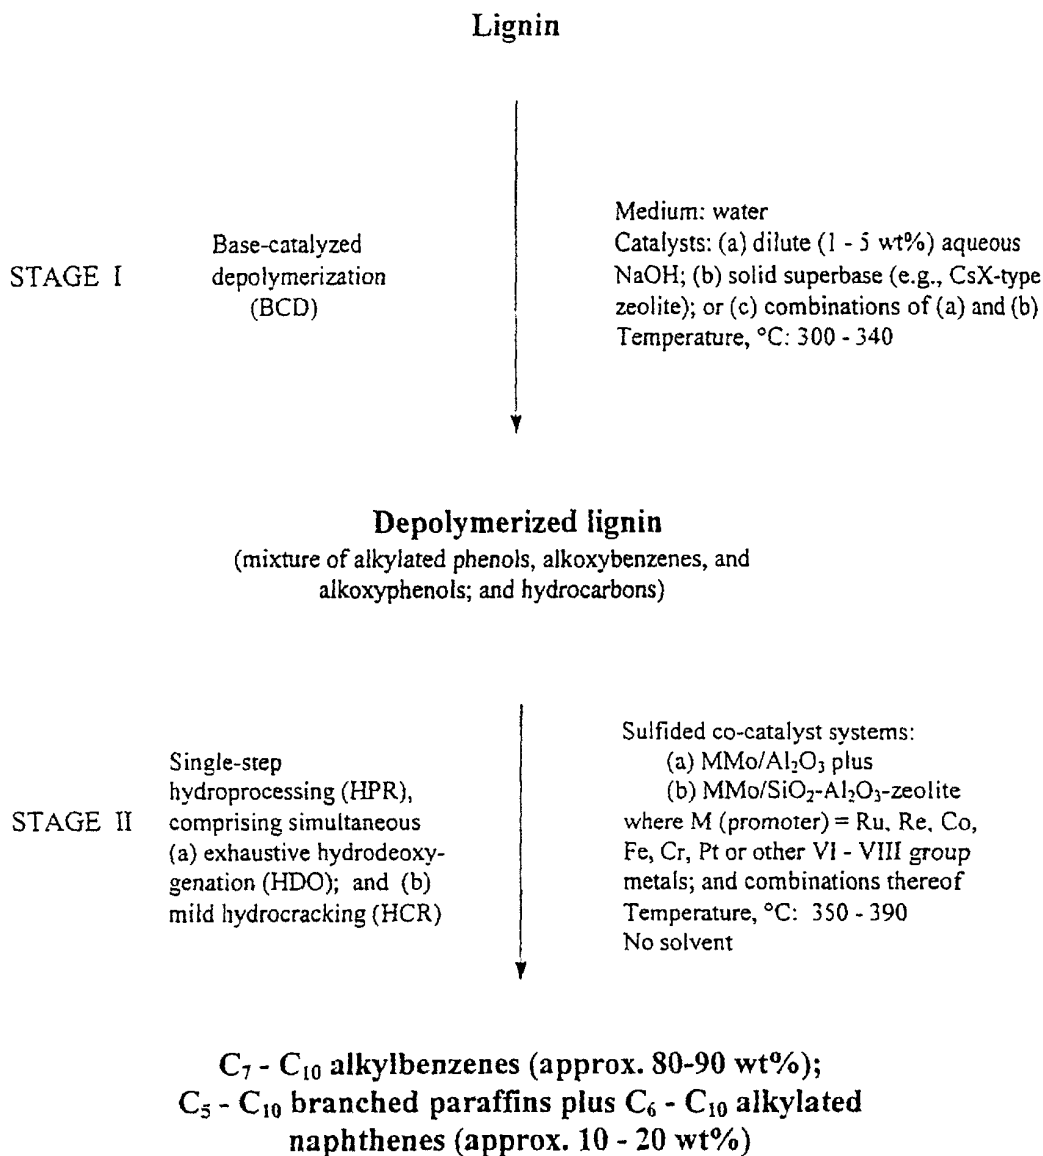 Lignin
STAGE I
Base-catalyzed
depolymerization
(BCD)
Medium: water
Catalysts: (a) dilute (1 - 5 wt%) aqueous
NaOH; (b) solid superbase (e.g., CsX-type
zeolite); or (c) combinations of (a) and (b)
Temperature, °C: 300 - 340
Depolymerized lignin
(mixture of alkylated phenols, alkoxybenzenes, and
alkoxyphenols; and hydrocarbons)
STAGE II
Single-step
hydroprocessing (HPR),
comprising simultaneous
(a) exhaustive hydrodeoxy-
genation (HDO); and (b)
mild hydrocracking (HCR)
Sulfided co-catalyst systems:
(a) MMo/Al₂O₃ plus
(b) MMo/SiO₂-Al₂O₃-zeolite
where M (promoter) = Ru, Re, Co,
Fe, Cr, Pt or other VI - VIII group
metals; and combinations thereof
Temperature, °C: 350 - 390
No solvent
C₇ - C₁₀ alkylbenzenes (approx. 80-90 wt%);
C₅ - C₁₀ branched paraffins plus C₆ - C₁₀ alkylated
naphthenes (approx. 10 - 20 wt%)